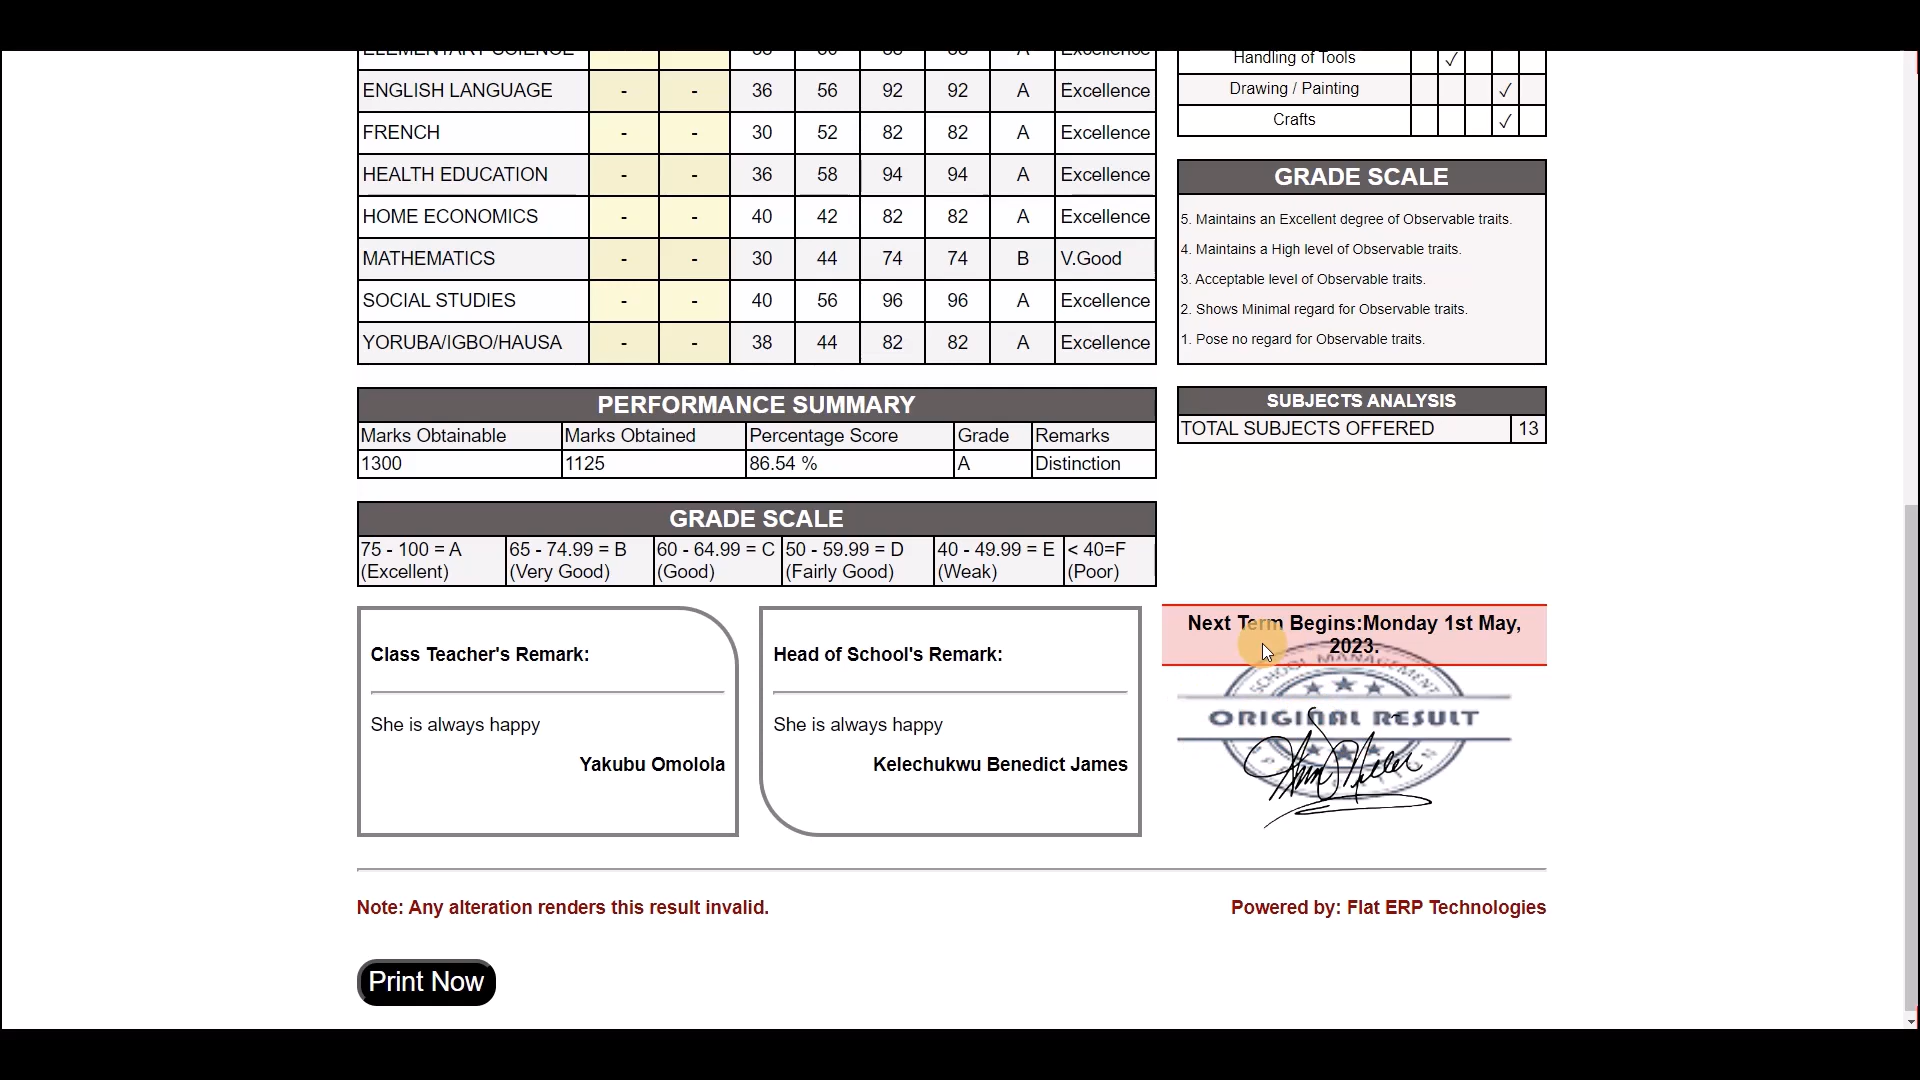 ELEMENTARY SCIENCE Excellence
ENGLISH LANGUAGE - - 36 56 92 92 A Excellence
FRENCH - - 30 52 82 82 A Excellence
HEALTH EDUCATION - - 36 58 94 94 A Excellence
HOME ECONOMICS - - 40 42 82 82 A Excellence
MATHEMATICS - - 30 44 74 74 B V.Good
SOCIAL STUDIES - - 40 56 96 96 A Excellence
YORUBA/IGBO/HAUSA - - 38 44 82 82 A Excellence
Handling of Tools ✓
Drawing / Painting ✓
Crafts ✓
GRADE SCALE
5. Maintains an Excellent degree of Observable traits.
4. Maintains a High level of Observable traits.
3. Acceptable level of Observable traits.
2. Shows Minimal regard for Observable traits.
1. Pose no regard for Observable traits.
PERFORMANCE SUMMARY
Marks Obtainable Marks Obtained Percentage Score Grade Remarks
1300 1125 86.54 % A Distinction
SUBJECTS ANALYSIS
TOTAL SUBJECTS OFFERED 13
GRADE SCALE
75 - 100 = A 65 - 74.99 = B 60 - 64.99 = C 50 - 59.99 = D 40 - 49.99 = E < 40=F
(Excellent) (Very Good) (Good) (Fairly Good) (Weak) (Poor)
Class Teacher's Remark:
She is always happy
Yakubu Omolola
Head of School's Remark:
She is always happy
Kelechukwu Benedict James
Next Term Begins:Monday 1st May,
2023.
SCHOOL MANAGEMENT
ORIGINAL RESULT
Note: Any alteration renders this result invalid.
Powered by: Flat ERP Technologies
Print Now